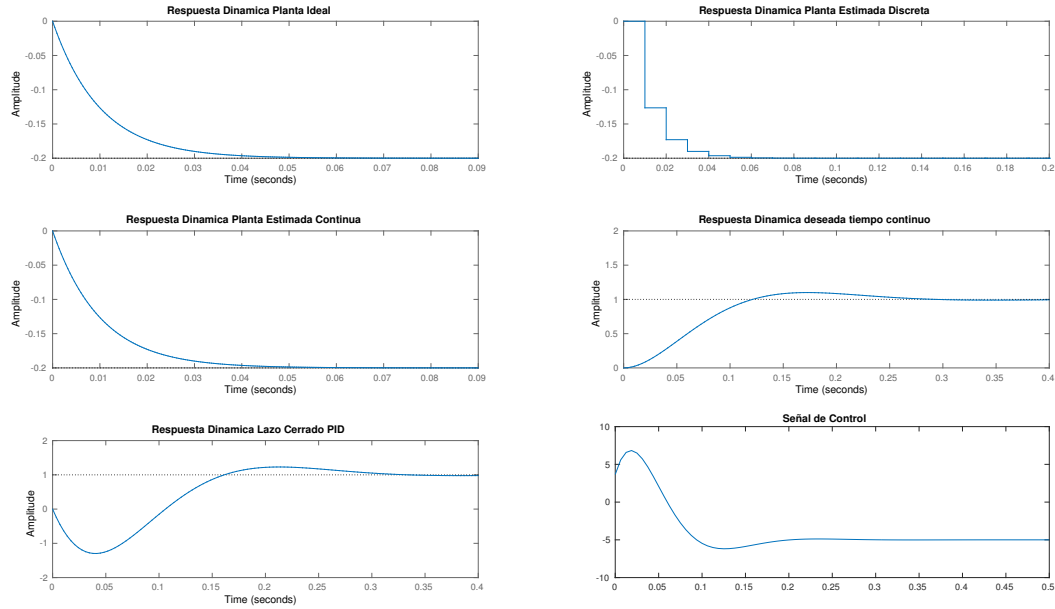 Respuesta Dinamica Planta Ideal
0
-0.05
-0.1
-0.15
-0.2
Amplitude
0 0.01 0.02 0.03 0.04 0.05 0.06 0.07 0.08 0.09
Time (seconds)
Respuesta Dinamica Planta Estimada Discreta
0
-0.05
-0.1
-0.15
-0.2
Amplitude
0 0.02 0.04 0.06 0.08 0.1 0.12 0.14 0.16 0.18 0.2
Time (seconds)
Respuesta Dinamica Planta Estimada Continua
0
-0.05
-0.1
-0.15
-0.2
Amplitude
0 0.01 0.02 0.03 0.04 0.05 0.06 0.07 0.08 0.09
Time (seconds)
Respuesta Dinamica deseada tiempo continuo
2
1.5
1
0.5
0
Amplitude
0 0.05 0.1 0.15 0.2 0.25 0.3 0.35 0.4
Time (seconds)
Respuesta Dinamica Lazo Cerrado PID
2
1
0
-1
-2
Amplitude
0 0.05 0.1 0.15 0.2 0.25 0.3 0.35 0.4
Time (seconds)
Señal de Control
10
5
0
-5
-10
0 0.05 0.1 0.15 0.2 0.25 0.3 0.35 0.4 0.45 0.5